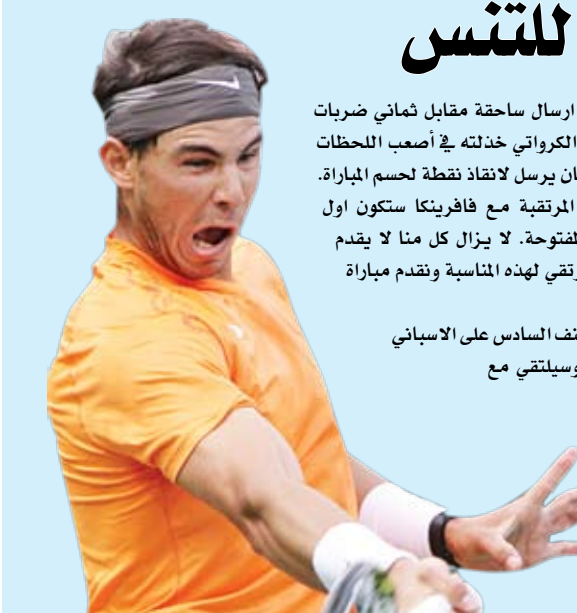 للتنس
ارسال ساحقة مقابل ثماني ضربات
الكرواتي خذلته في أصعب اللحظات
ان يرسل لانقاذ نقطة لحسم المباراة.
المرتقبة مع فافرينكا ستكون اول
لمفتوحة. لا يزال كل منا لا يقدم
رتقي لهذه المناسبة ونقدم مباراة
نف السادس على الاسباني
وسيلتقي مع